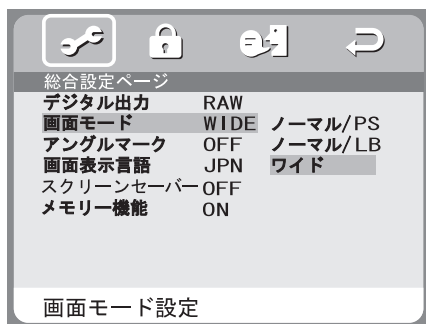 総合設定ページ
デジタル出力 RAW
画面モード WIDE ノーマル/PS
アングルマーク OFF ノーマル/LB
画面表示言語 JPN ワイド
スクリーンセーバー OFF
メモリー機能 ON
画面モード設定